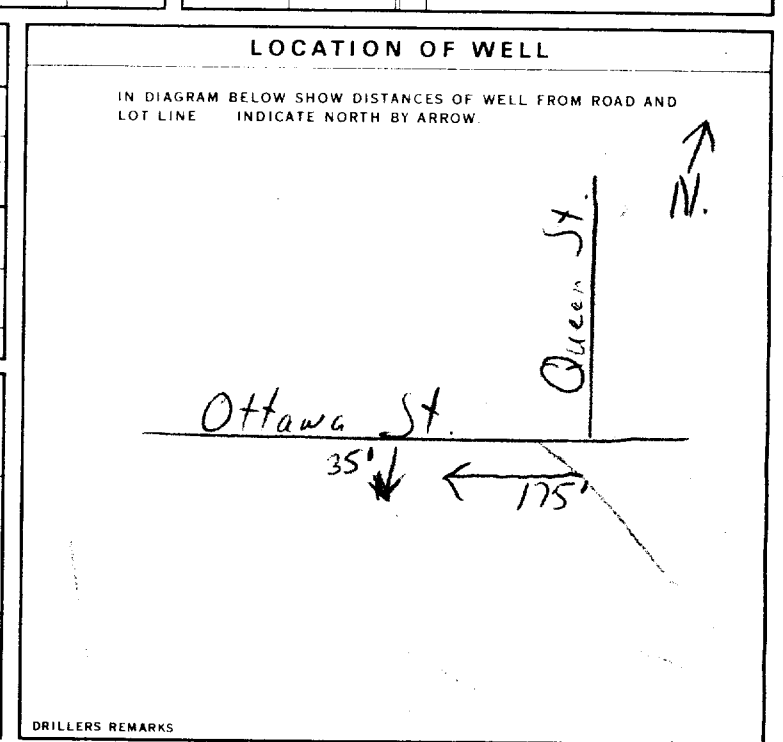 LOCATION OF WELL
IN DIAGRAM BELOW SHOW DISTANCES OF WELL FROM ROAD AND
LOT LINE INDICATE NORTH BY ARROW.
N.
Queen St.
Ottawa St.
35'
175'
DRILLERS REMARKS